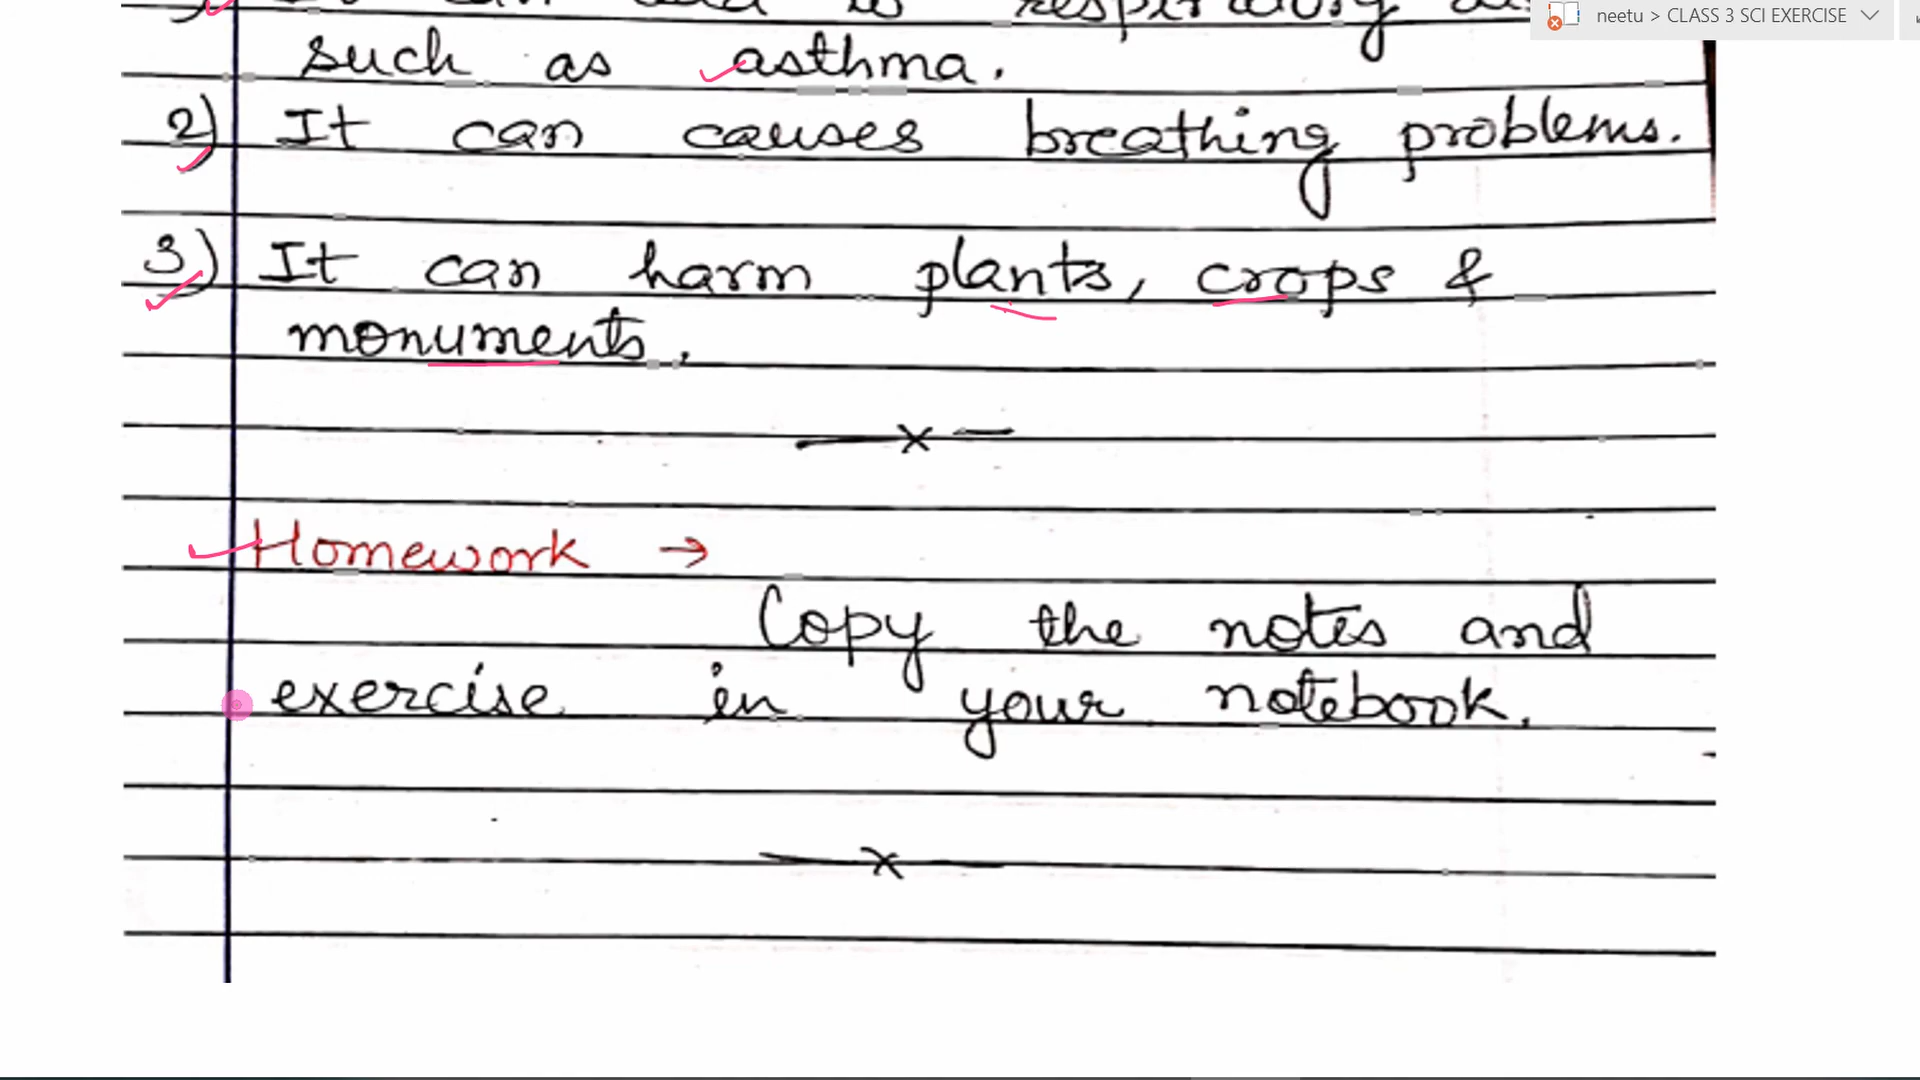 neetu > CLASS 3 SCI EXERCISE
respiratory
such as asthma.
2) It can causes breathing problems.
3) It can harm plants, crops &
monuments.
Homework →
Copy the notes and
exercise in your notebook.